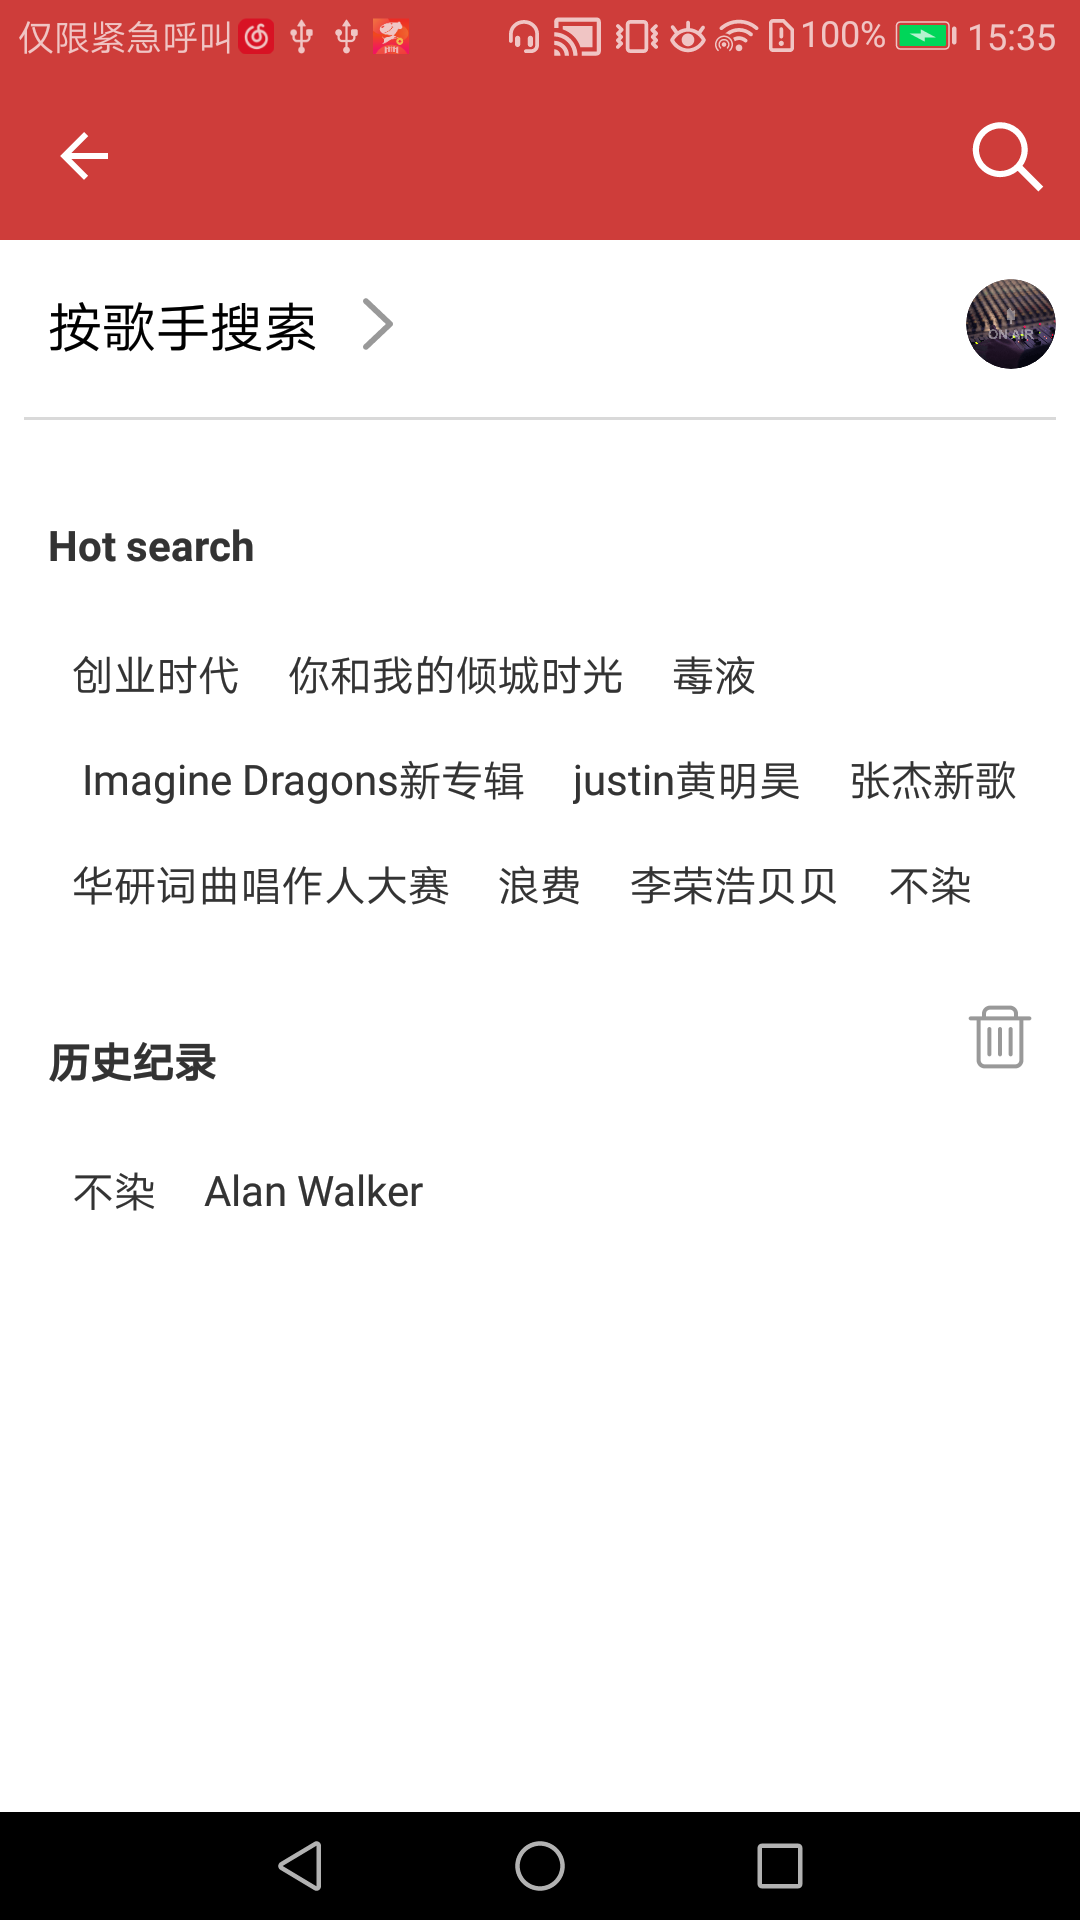 仅限紧急呼叫 100% 15:35
按歌手搜索
ON AIR
Hot search
创业时代 你和我的倾城时光 毒液
Imagine Dragons新专辑 justin黄明昊 张杰新歌
华研词曲唱作人大赛 浪费 李荣浩贝贝 不染
历史纪录
不染 Alan Walker